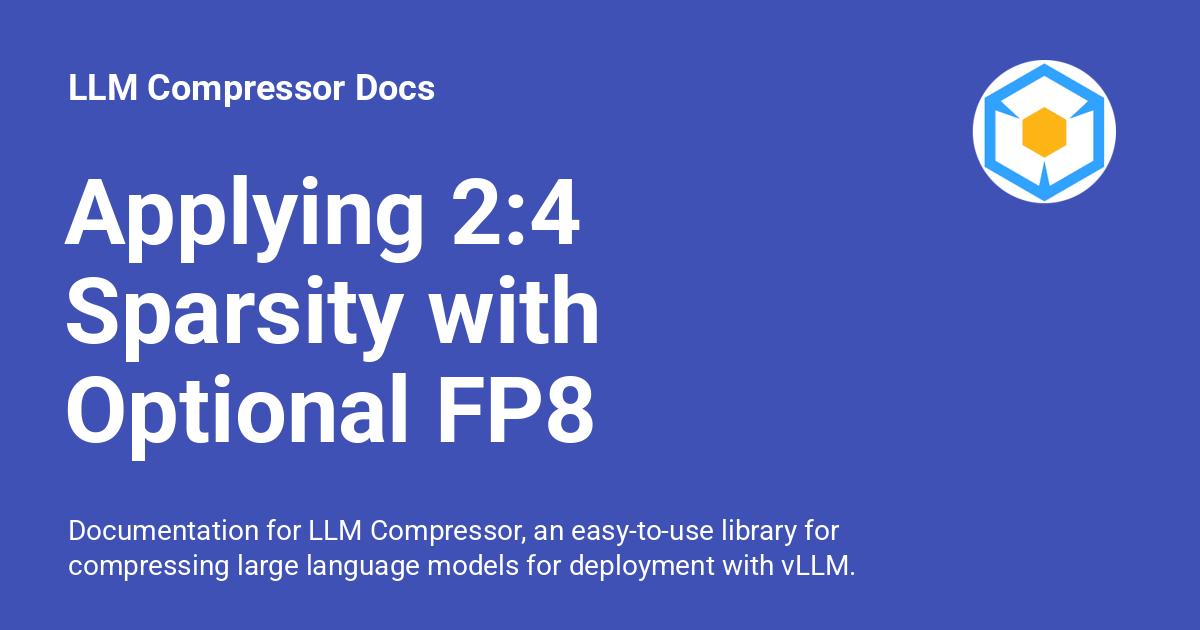 LLM Compressor Docs
Applying 2:4
Sparsity with
Optional FP8
Documentation for LLM Compressor, an easy-to-use library for
compressing large language models for deployment with vLLM.